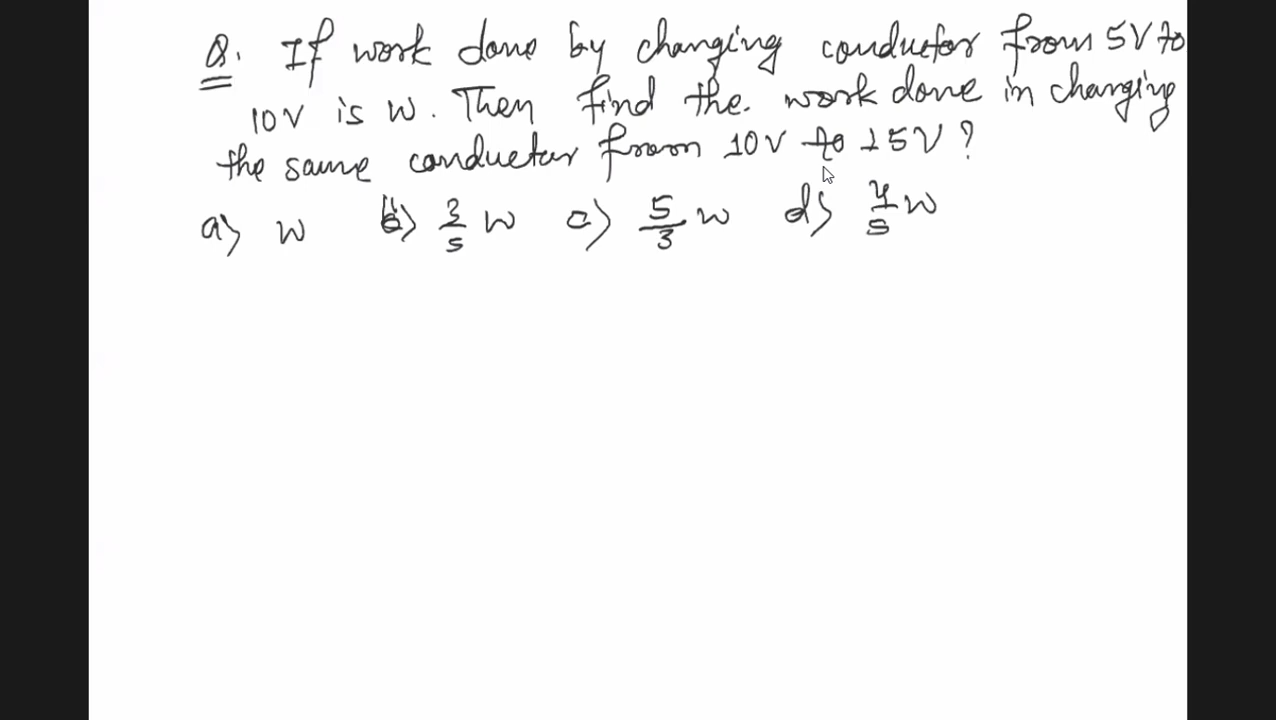 Q. If work done by changing conductor from 5V to
10V is W. Then find the work done in changing
the same conductor from 10V to 15V?
a) W b) 3/5 W c) 5/3 W d) 4/5 W